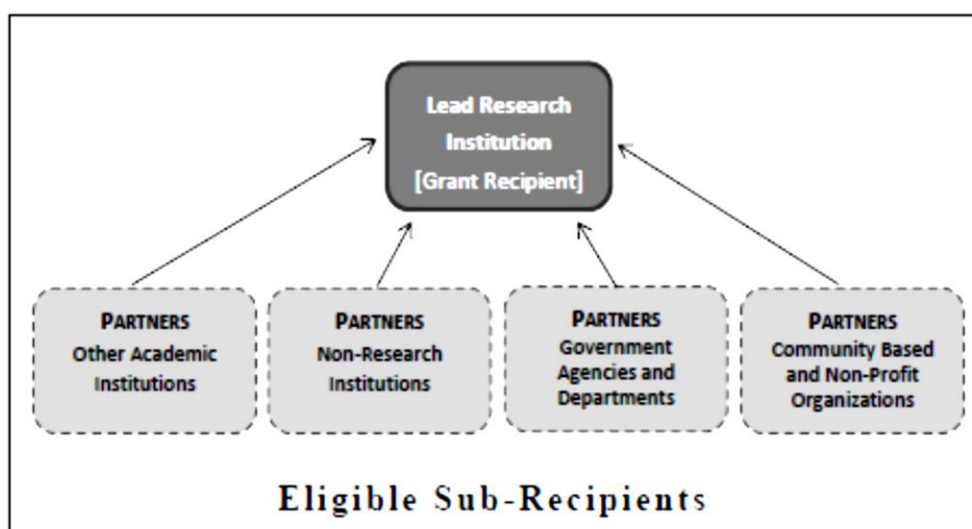 Lead Research
Institution
[Grant Recipient]
PARTNERS
Other Academic
Institutions
PARTNERS
Non-Research
Institutions
PARTNERS
Government
Agencies and
Departments
PARTNERS
Community Based
and Non-Profit
Organizations
Eligible Sub-Recipients